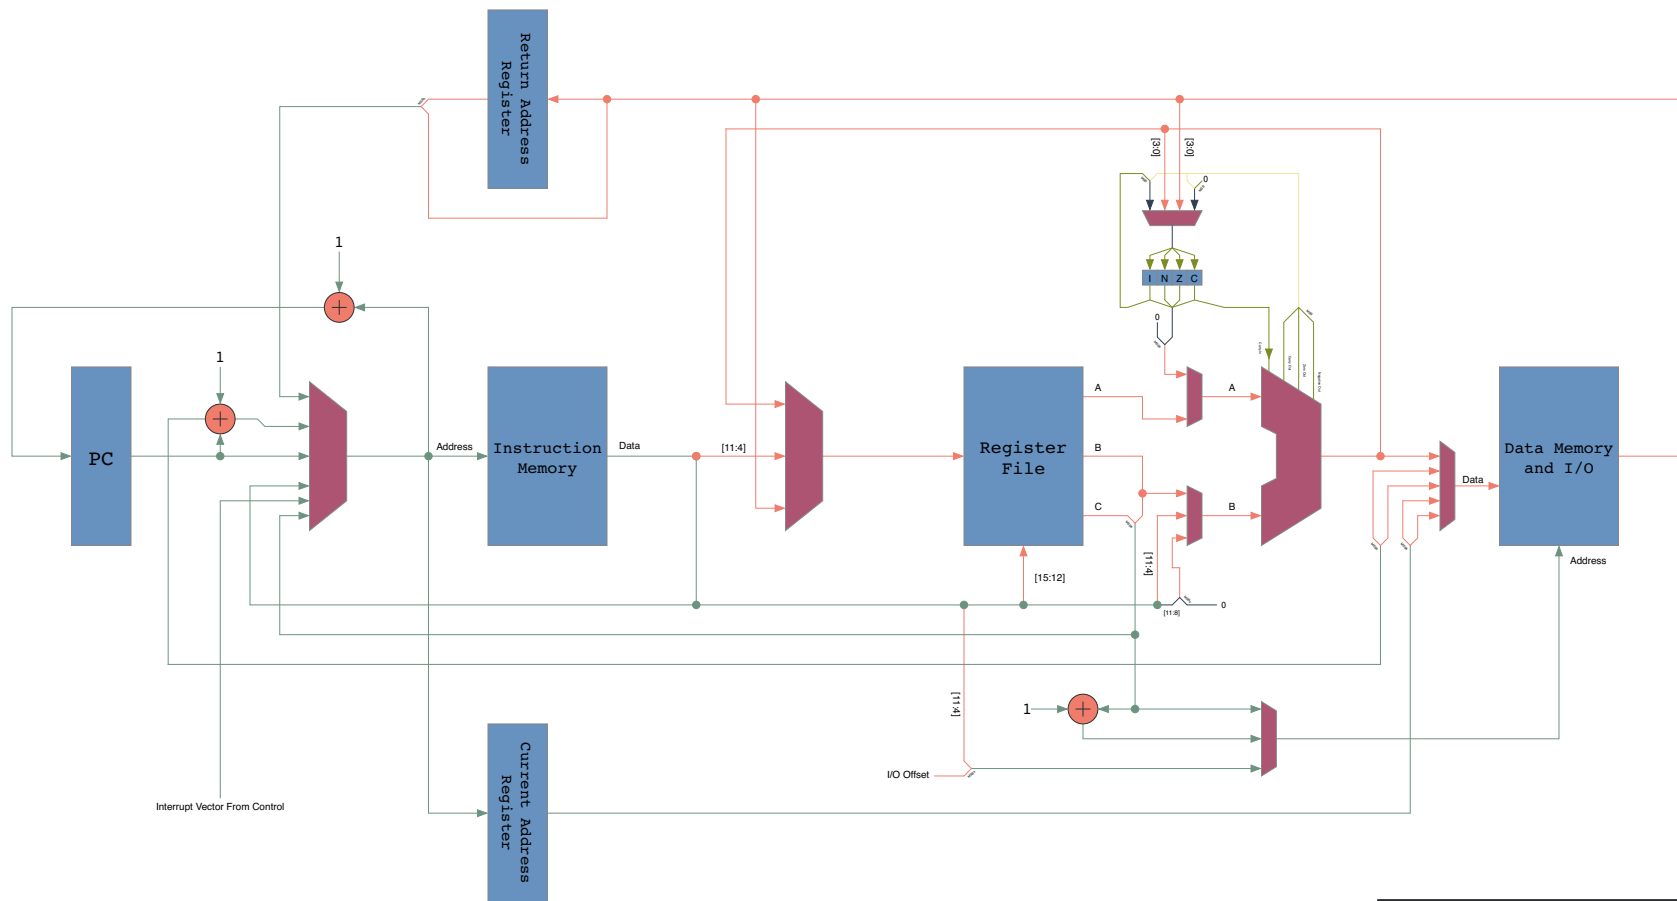 Return Address
Register
[3:0]
[3:0]
0
1
I N Z C
0
1
PC
Address
Instruction
Memory
Data
[11:4]
Register
File
A
B
C
A
B
Data
Data Memory
and I/O
Address
[15:12]
[11:4]
[11:8]
0
[11:4]
1
I/O Offset
Interrupt Vector From Control
Current Address
Register